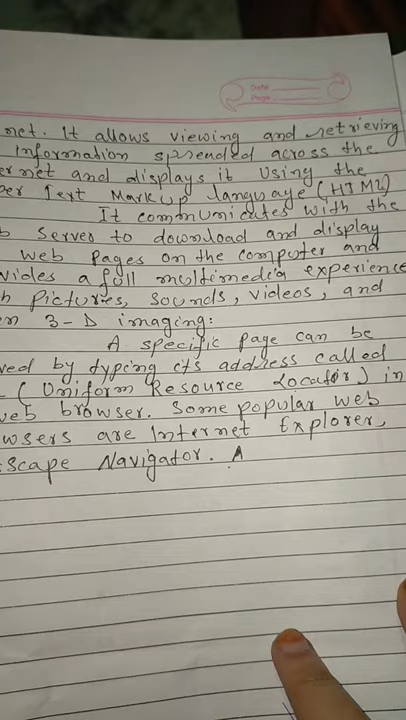 Date
Page
net. It allows viewing and retrieving
information spreaded across the
ernet and displays it Using the
per Text Markup language (HTML)
It communicates with the
b Server to download and display
web pages on the computer and
vides a full multimedia experience
h pictures, sounds, videos, and
en 3-D imaging:
A specific page can be
ved by typing its address called
- (Uniform Resource Locator) in
web browser. Some popular web
wsers are Internet Explorer,
scape Navigator. A